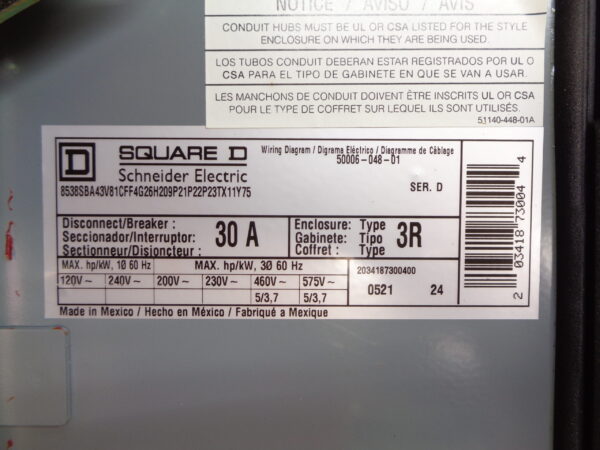 NOTICE / AVISO / AVIS
CONDUIT HUBS MUST BE UL or CSA LISTED FOR THE STYLE
ENCLOSURE ON WHICH THEY ARE BEING USED.
LOS TUBOS CONDUIT DEBERAN ESTAR REGISTRADOS POR UL O
CSA PARA EL TIPO DE GABINETE EN QUE SE VAN A USAR.
LES MANCHONS DE CONDUIT DOIVENT ÊTRE INSCRITS UL or CSA
POUR LE TYPE DE COFFRET SUR LEQUEL ILS SONT UTILISÉS.
51140-448-01A
D SQUARE D
Schneider Electric
Wiring Diagram / Digrama Eléctrico / Diagramme de Câblage
50006-048-01
8538SBA43V81CFF4G26H209P21P22P23TX11Y75
SER. D
Disconnect/Breaker :
Seccionador/Interruptor:
Sectionneur/Disjoncteur :
30 A
Enclosure: Type
Gabinete: Tipo
Coffret : Type
3R
MAX. hp/kW, 1Ø 60 Hz MAX. hp/kW, 3Ø 60 Hz
120V~ 240V~ 200V~ 230V~ 460V~ 575V~
5/3,7 5/3,7
2034187300400
0521 24
Made in Mexico / Hecho en México / Fabriqué a Mexique
2 03418 73004 4